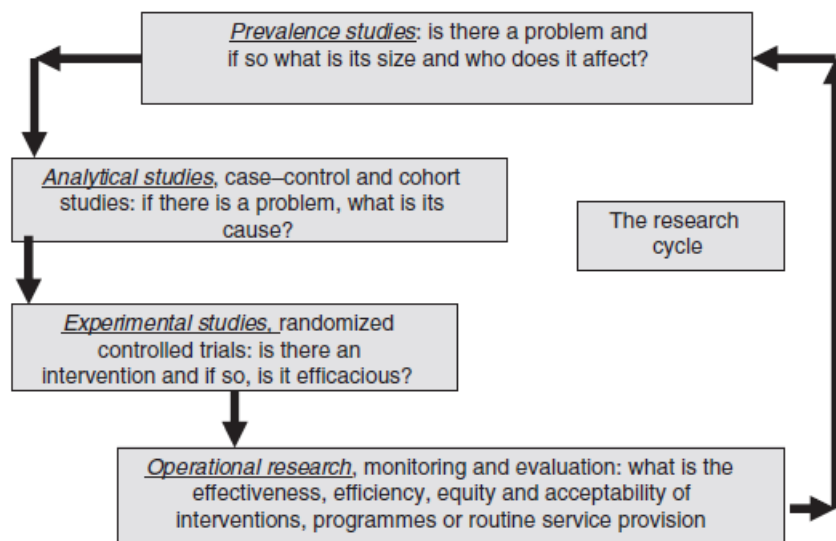 Prevalence studies: is there a problem and
if so what is its size and who does it affect?
Analytical studies, case–control and cohort
studies: if there is a problem, what is its
cause?
The research
cycle
Experimental studies, randomized
controlled trials: is there an
intervention and if so, is it efficacious?
Operational research, monitoring and evaluation: what is the
effectiveness, efficiency, equity and acceptability of
interventions, programmes or routine service provision